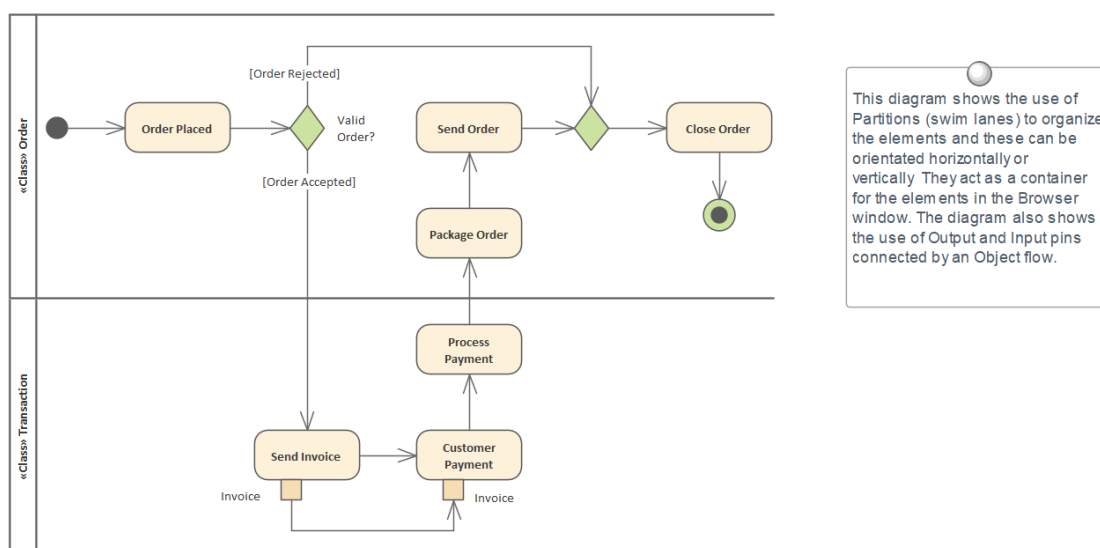 «Class» Order
Order Placed
[Order Rejected]
Valid
Order?
[Order Accepted]
Send Order
Close Order
Package Order
«Class» Transaction
Process
Payment
Send Invoice
Customer
Payment
Invoice
Invoice
This diagram shows the use of
Partitions (swim lanes) to organize
the elements and these can be
orientated horizontally or
vertically They act as a container
for the elements in the Browser
window. The diagram also shows
the use of Output and Input pins
connected by an Object flow.